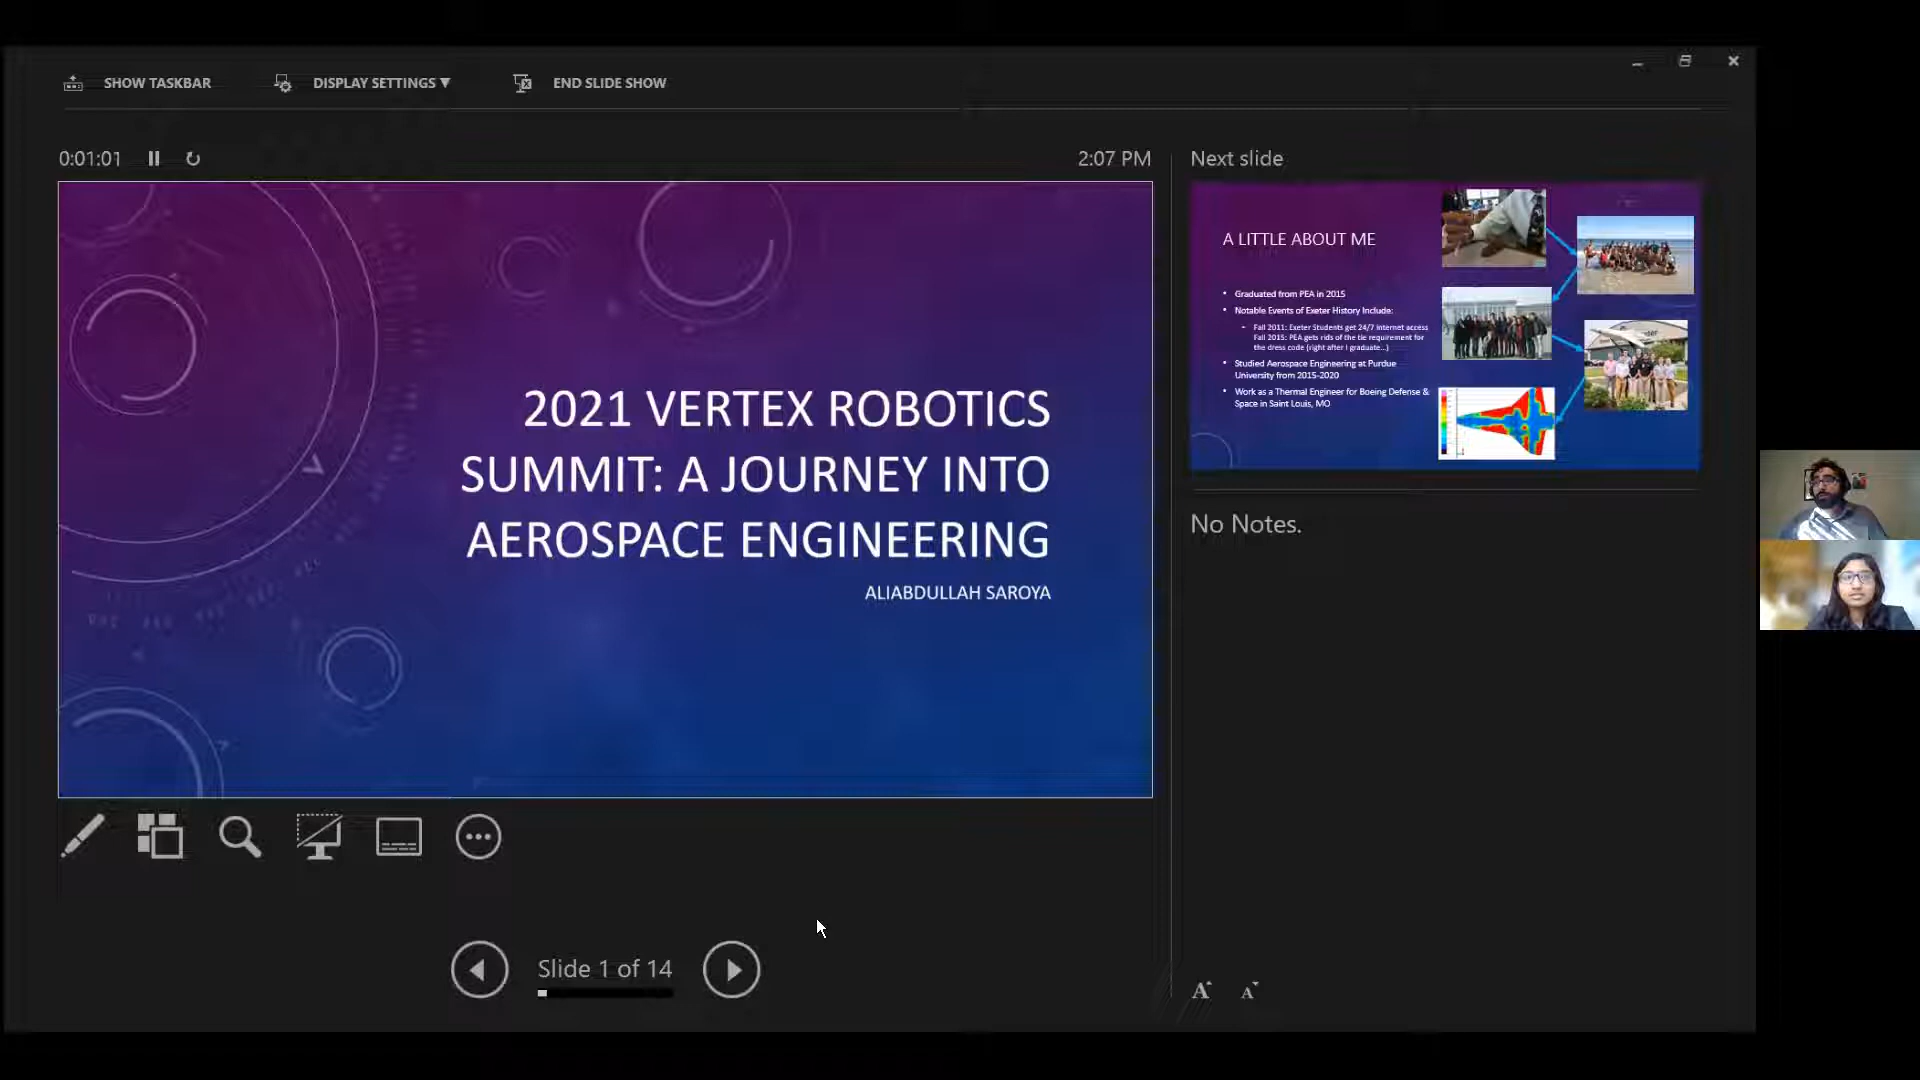 SHOW TASKBAR
DISPLAY SETTINGS ▼
END SLIDE SHOW
0:01:01
2:07 PM
2021 VERTEX ROBOTICS
SUMMIT: A JOURNEY INTO
AEROSPACE ENGINEERING
ALIABDULLAH SAROYA
Slide 1 of 14
Next slide
A LITTLE ABOUT ME
• Graduated from PEA in 2015
• Notable Events of Exeter History Include:
- Fall 2011: Exeter Students get 24/7 internet access
Fall 2015: PEA gets rids of the tie requirement for
the dress code (right after I graduate...)
• Studied Aerospace Engineering at Purdue
University from 2015-2020
• Work as a Thermal Engineer for Boeing Defense &
Space in Saint Louis, MO
No Notes.
A A